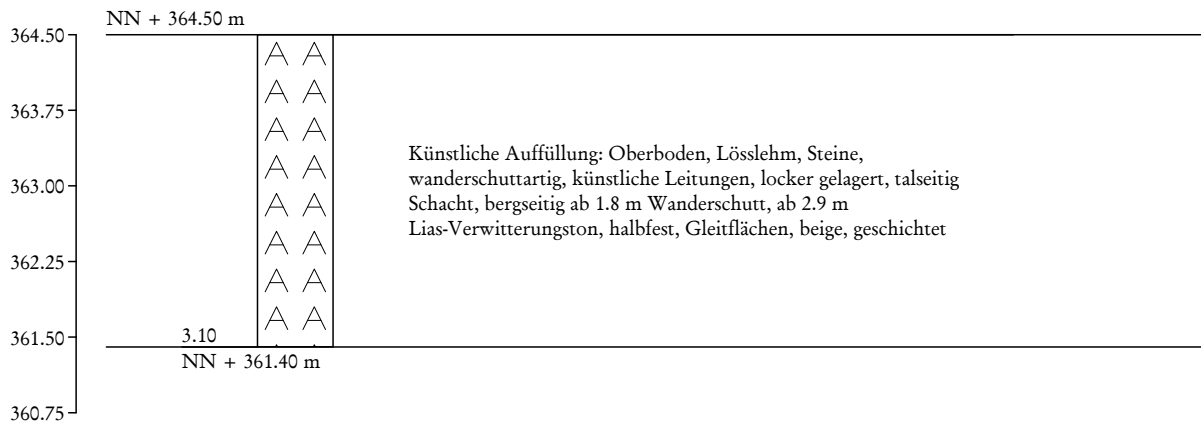 NN + 364.50 m
364.50
363.75
363.00
362.25
361.50
360.75
Künstliche Auffüllung: Oberboden, Lösslehm, Steine,
wanderschuttartig, künstliche Leitungen, locker gelagert, talseitig
Schacht, bergseitig ab 1.8 m Wanderschutt, ab 2.9 m
Lias-Verwitterungston, halbfest, Gleitflächen, beige, geschichtet
3.10
NN + 361.40 m